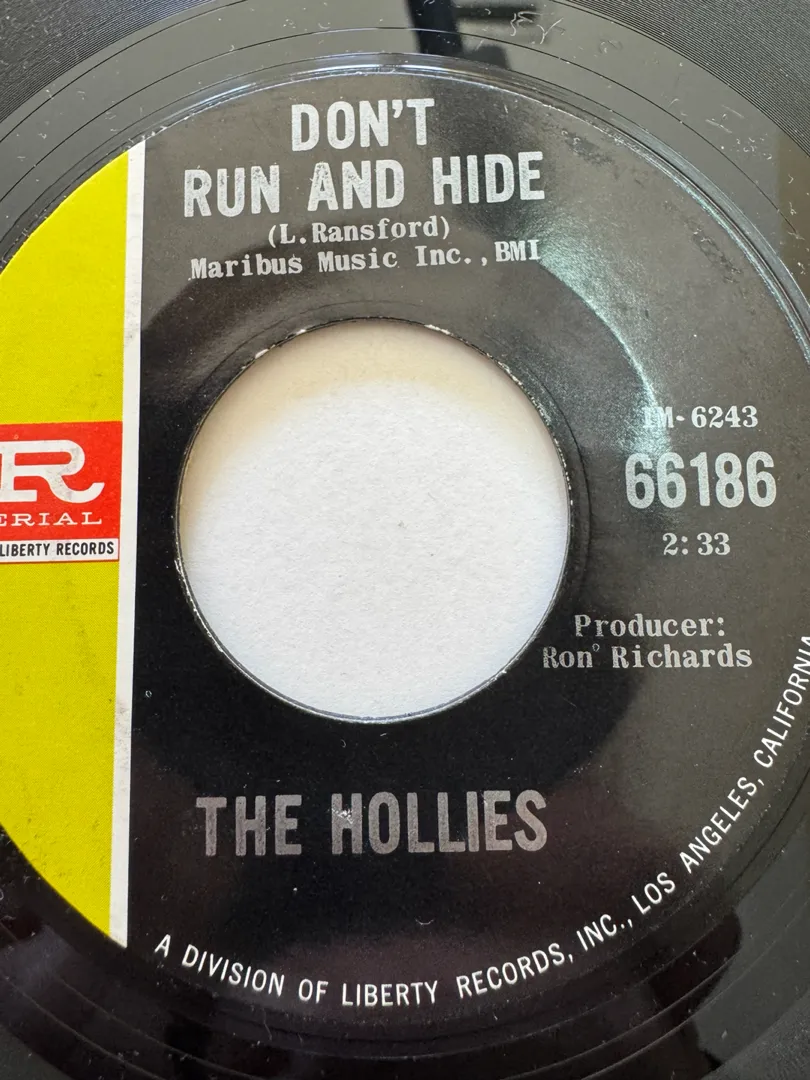 DON'T
RUN AND HIDE
(L. Ransford)
Maribus Music Inc., BMI
IM-6243
66186
2:33
R
ERIAL
LIBERTY RECORDS
Producer:
Ron Richards
THE HOLLIES
A DIVISION OF LIBERTY RECORDS, INC., LOS ANGELES, CALIFORNIA